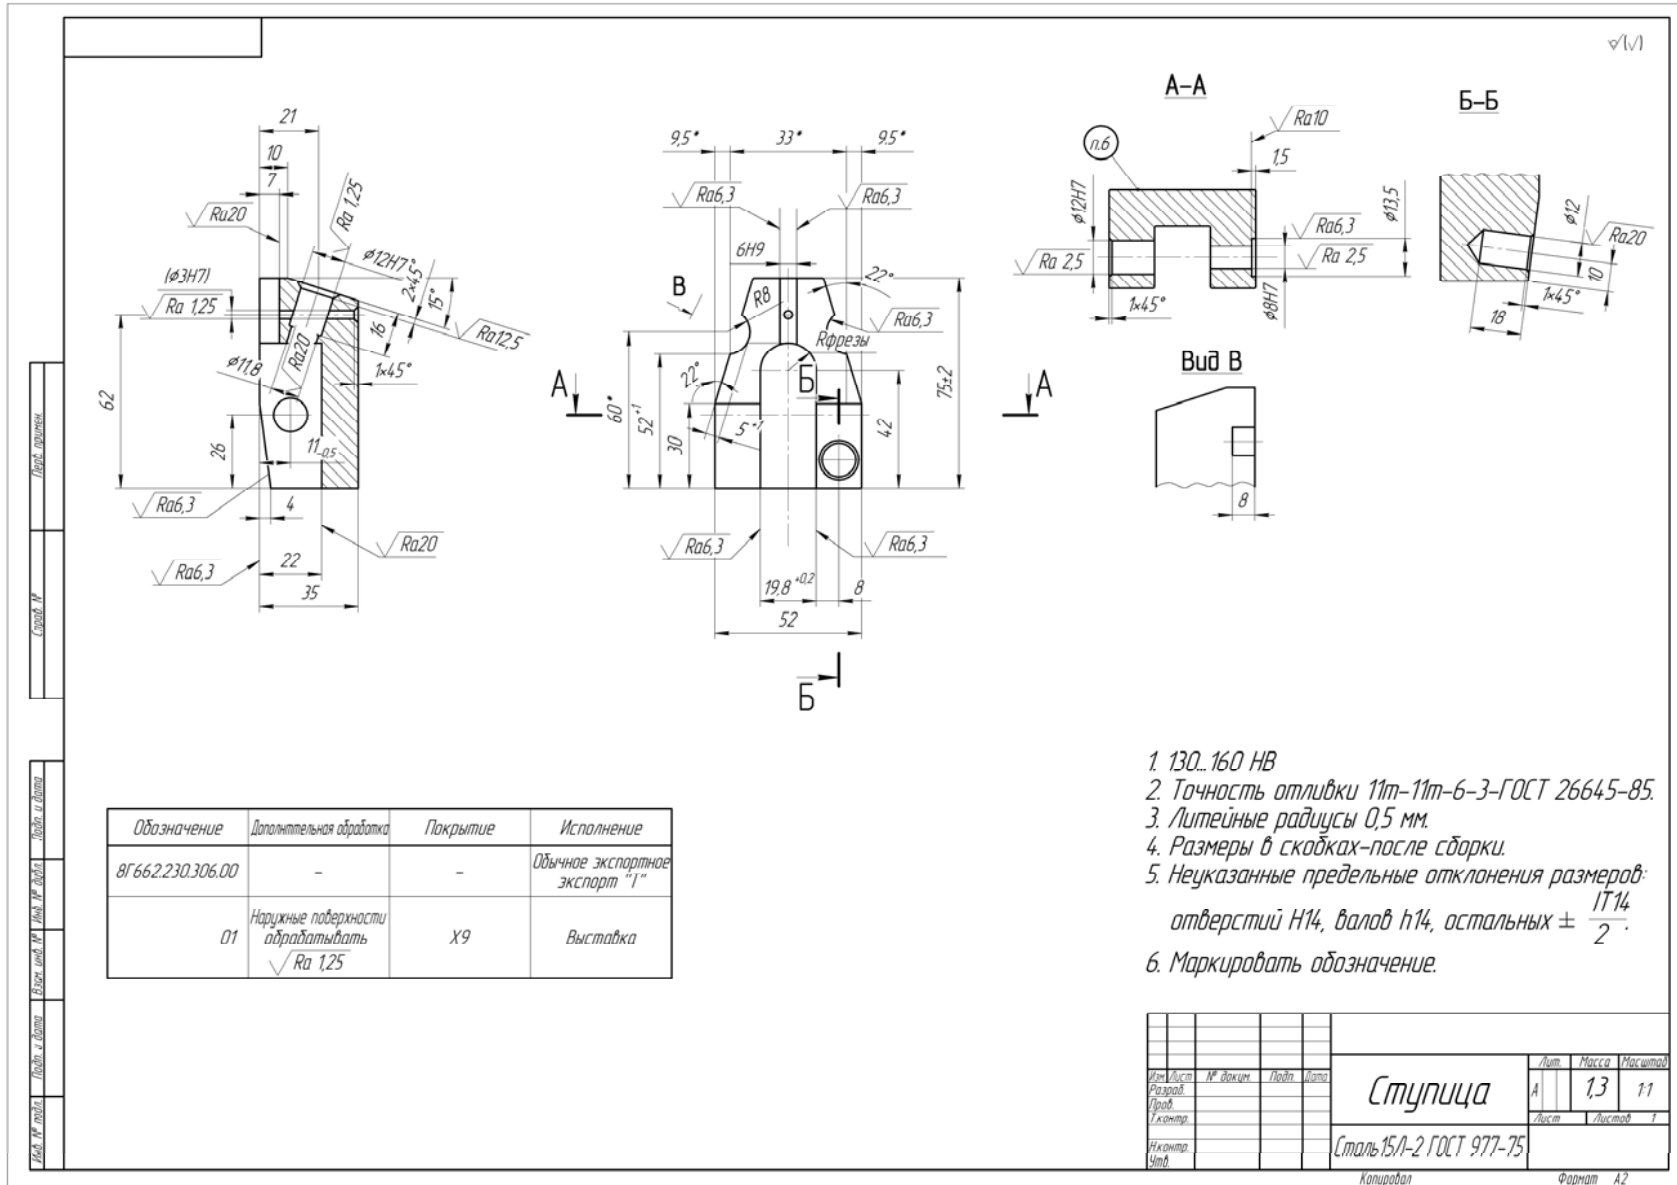 √(√)
А-А
Б-Б
21
10
7
√Ra20
Ra 1,25
ϕ12H7
2×45°
15°
(ϕ3H7)
√Ra 1,25
16
√Ra12,5
Ra20
ϕ11,8
1×45°
62
26
11-0,5
√Ra6,3
4
√Ra20
√Ra6,3
22
35
9,5*
33*
9.5*
√Ra6,3
√Ra6,3
6H9
В
22°
R8
√Ra6,3
Rфрезы
А
А
22°
Б
60*
52+1
30
5+1
42
75±2
√Ra6,3
√Ra6,3
19,8 +0,2
8
52
Б
√Ra10
п.6
1,5
ϕ12H7
ϕ13,5
√Ra6,3
√Ra 2,5
√Ra 2,5
1×45°
ϕ8H7
ϕ12
√Ra20
10
1×45°
18
Вид В
8
1. 130...160 НВ
2. Точность отливки 11т-11т-6-3-ГОСТ 26645-85.
3. Литейные радиусы 0,5 мм.
4. Размеры в скобках-после сборки.
5. Неуказанные предельные отклонения размеров:
отверстий H14, валов h14, остальных ± IT14/2.
6. Маркировать обозначение.
Обозначение Дополнительная обработка Покрытие Исполнение
8Г662.230.306.00 - - Обычное экспортное
экспорт "Т"
01 Наружные поверхности
обрабатывать
√Ra 1,25
Х9 Выставка
Перв. примен.
Справ. №
Подп. и дата
Инв. № дубл.
Взам. инв. №
Подп. и дата
Инв. № подл.
Изм. Лист № докум. Подп. Дата
Разраб.
Пров.
Т.контр.
Н.контр.
Утв.
Ступица
Сталь15Л-2 ГОСТ 977-75
Лит. Масса Масштаб
А 1,3 1:1
Лист Листов 1
Копировал Формат А2